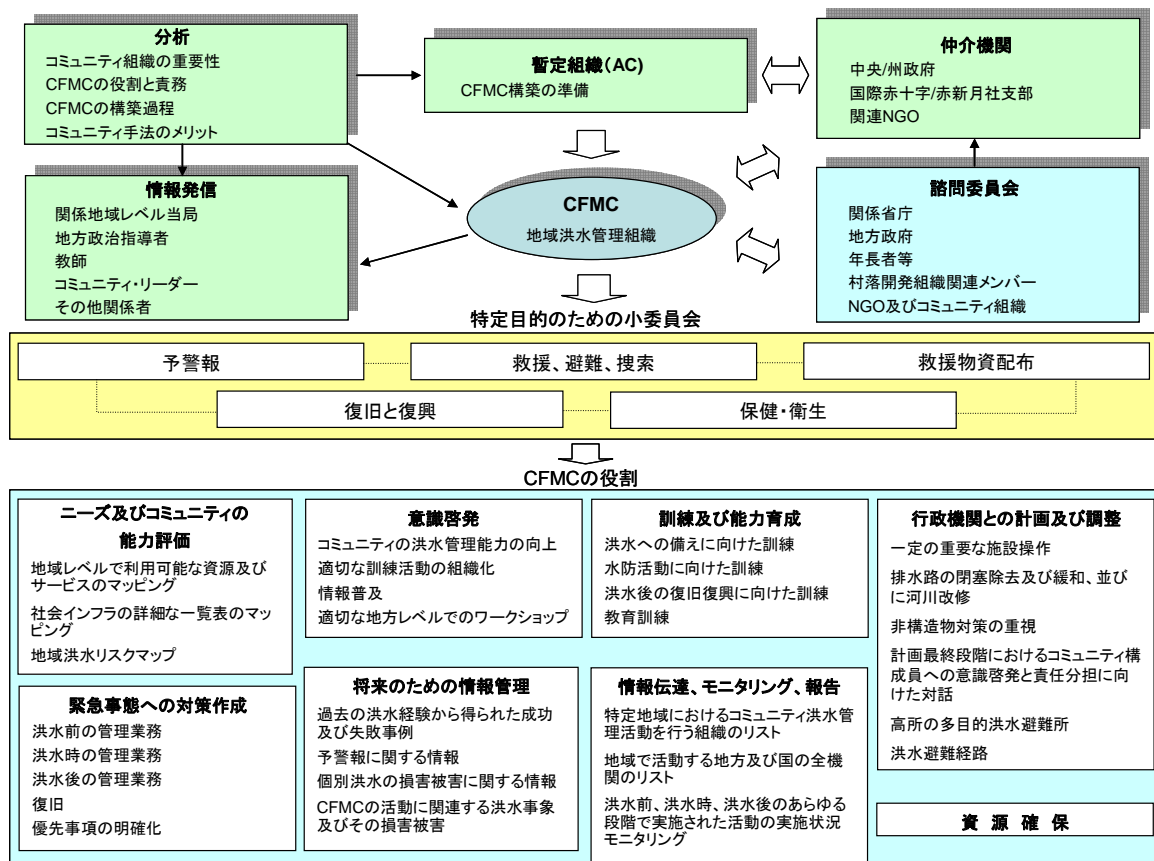 分析
コミュニティ組織の重要性
CFMCの役割と責務
CFMCの構築過程
コミュニティ手法のメリット
暫定組織(AC)
CFMC構築の準備
仲介機関
中央/州政府
国際赤十字/赤新月社支部
関連NGO
情報発信
関係地域レベル当局
地方政治指導者
教師
コミュニティ・リーダー
その他関係者
CFMC
地域洪水管理組織
諮問委員会
関係省庁
地方政府
年長者等
村落開発組織関連メンバー
NGO及びコミュニティ組織
特定目的のための小委員会
予警報
救援、避難、捜索
救援物資配布
復旧と復興
保健・衛生
CFMCの役割
ニーズ及びコミュニティの
能力評価
地域レベルで利用可能な資源及び
サービスのマッピング
社会インフラの詳細な一覧表のマッ
ピング
地域洪水リスクマップ
意識啓発
コミュニティの洪水管理能力の向上
適切な訓練活動の組織化
情報普及
適切な地方レベルでのワークショップ
訓練及び能力育成
洪水への備えに向けた訓練
水防活動に向けた訓練
洪水後の復旧復興に向けた訓練
教育訓練
行政機関との計画及び調整
一定の重要な施設操作
排水路の閉塞除去及び緩和、並び
に河川改修
非構造物対策の重視
計画最終段階におけるコミュニティ構
成員への意識啓発と責任分担に向
けた対話
高所の多目的洪水避難所
洪水避難経路
緊急事態への対策作成
洪水前の管理業務
洪水時の管理業務
洪水後の管理業務
復旧
優先事項の明確化
将来のための情報管理
過去の洪水経験から得られた成功
及び失敗事例
予警報に関する情報
個別洪水の損害被害に関する情報
CFMCの活動に関連する洪水事象
及びその損害被害
情報伝達、モニタリング、報告
特定地域におけるコミュニティ洪水管
理活動を行う組織のリスト
地域で活動する地方及び国の全機
関のリスト
洪水前、洪水時、洪水後のあらゆる
段階で実施された活動の実施状況
モニタリング
資 源 確 保